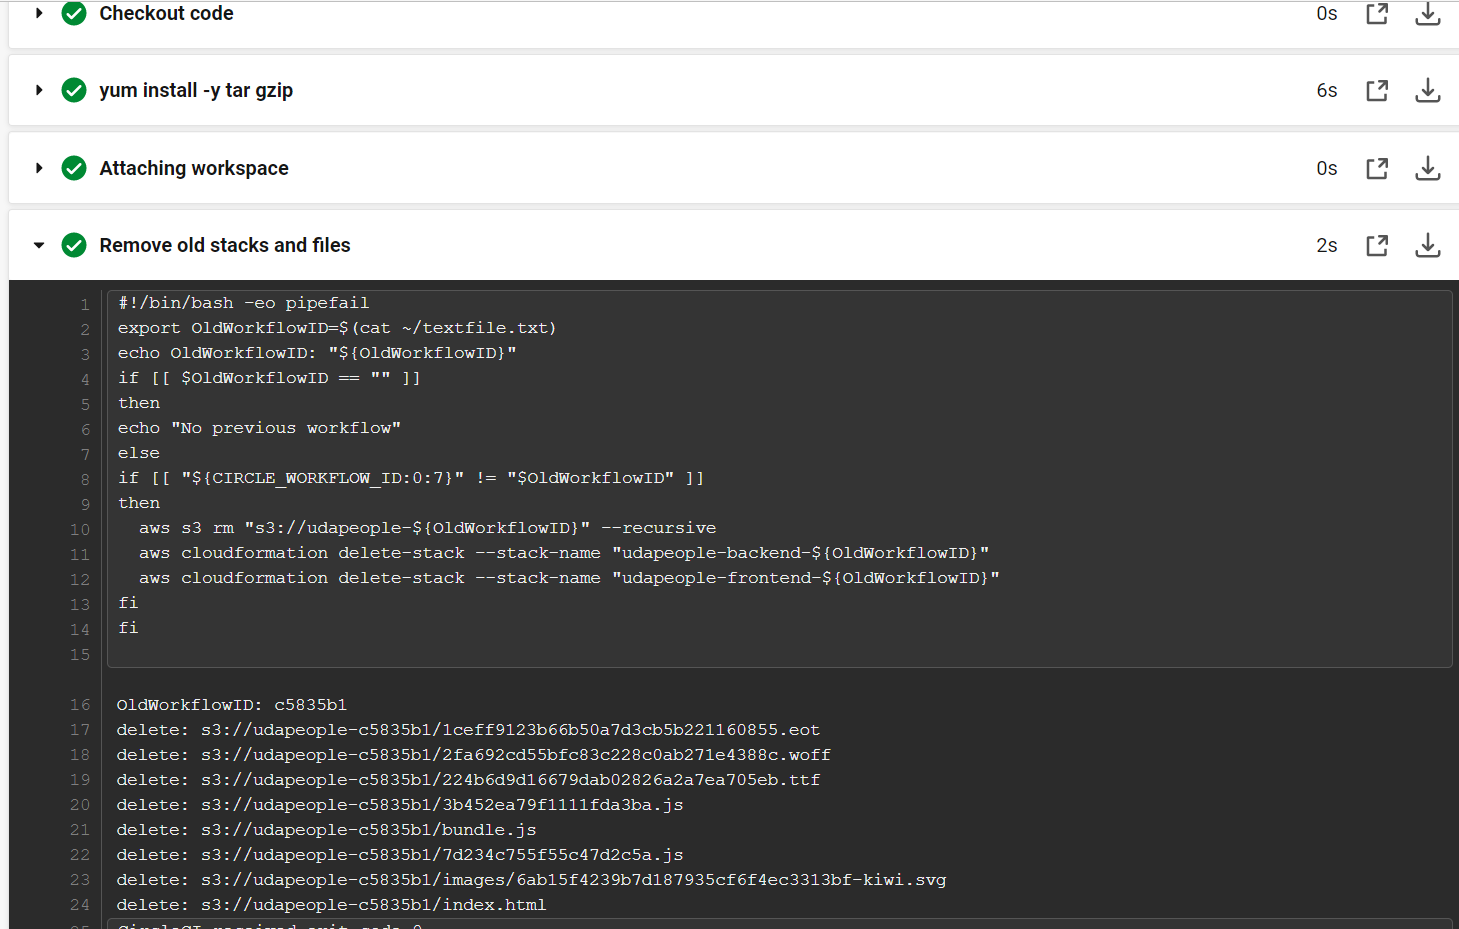 Checkout code 0s
yum install -y tar gzip 6s
Attaching workspace 0s
Remove old stacks and files 2s
1 #!/bin/bash -eo pipefail
2 export OldWorkflowID=$(cat ~/textfile.txt)
3 echo OldWorkflowID: "${OldWorkflowID}"
4 if [[ $OldWorkflowID == "" ]]
5 then
6 echo "No previous workflow"
7 else
8 if [[ "${CIRCLE_WORKFLOW_ID:0:7}" != "$OldWorkflowID" ]]
9 then
10 aws s3 rm "s3://udapeople-${OldWorkflowID}" --recursive
11 aws cloudformation delete-stack --stack-name "udapeople-backend-${OldWorkflowID}"
12 aws cloudformation delete-stack --stack-name "udapeople-frontend-${OldWorkflowID}"
13 fi
14 fi
15
16 OldWorkflowID: c5835b1
17 delete: s3://udapeople-c5835b1/1ceff9123b66b50a7d3cb5b221160855.eot
18 delete: s3://udapeople-c5835b1/2fa692cd55bfc83c228c0ab271e4388c.woff
19 delete: s3://udapeople-c5835b1/224b6d9d16679dab02826a2a7ea705eb.ttf
20 delete: s3://udapeople-c5835b1/3b452ea79f1111fda3ba.js
21 delete: s3://udapeople-c5835b1/bundle.js
22 delete: s3://udapeople-c5835b1/7d234c755f55c47d2c5a.js
23 delete: s3://udapeople-c5835b1/images/6ab15f4239b7d187935cf6f4ec3313bf-kiwi.svg
24 delete: s3://udapeople-c5835b1/index.html
25 CircleCI received exit code 0